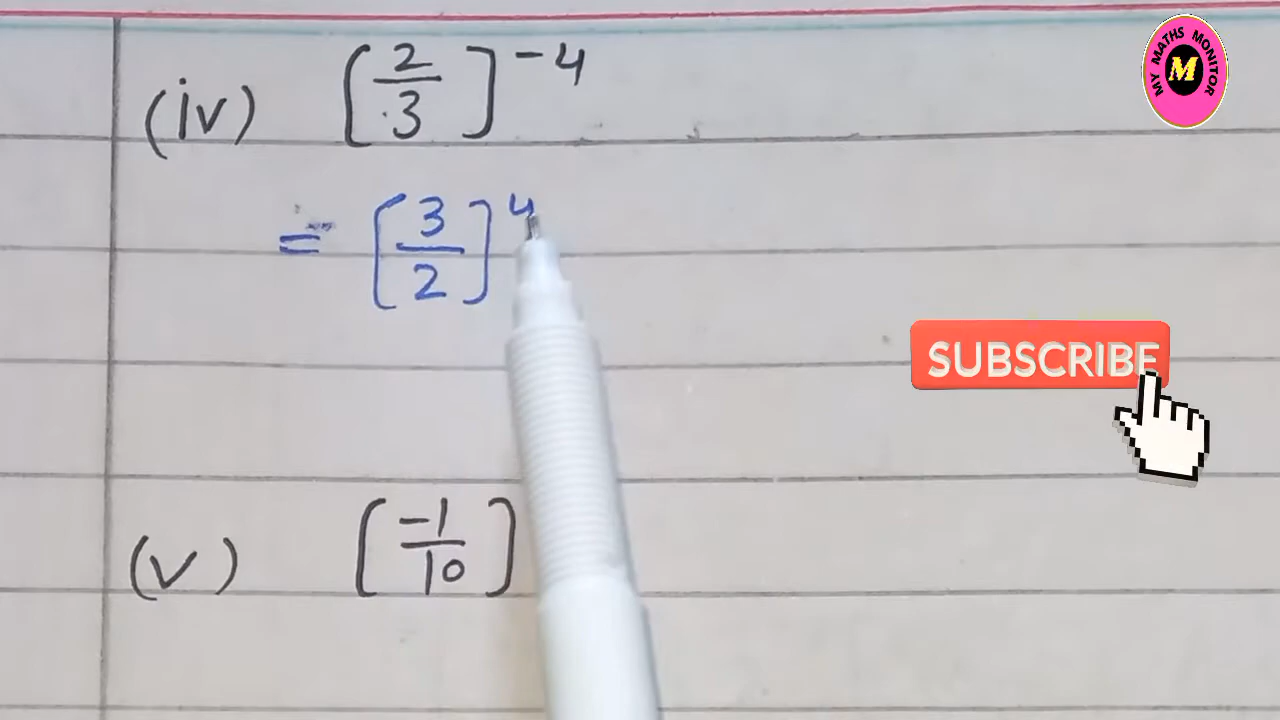 (iv) [2/3]^-4
= [3/2]^4
(v) [-1/10]
MY MATHS MONITOR
M
SUBSCRIBE